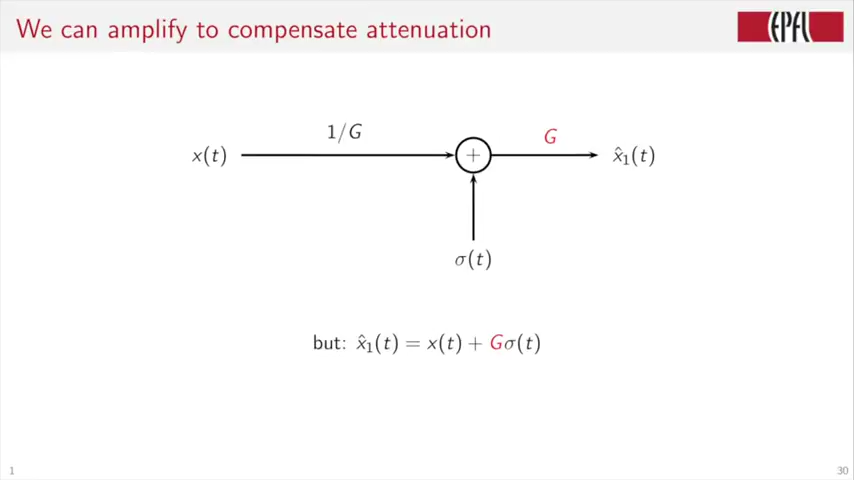 We can amplify to compensate attenuation
EPFL
1/G
G
x(t)
+
x̂₁(t)
σ(t)
but: x̂₁(t) = x(t) + Gσ(t)
1
30